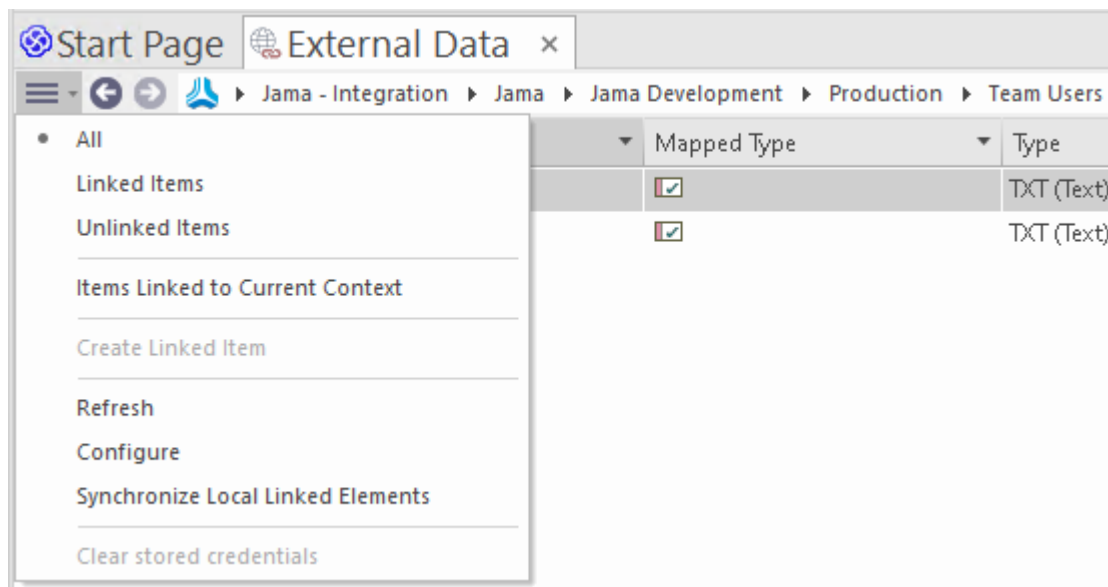 Start Page External Data ×
Jama - Integration Jama Jama Development Production Team Users
All Mapped Type Type
Linked Items TXT (Text)
Unlinked Items TXT (Text)
Items Linked to Current Context
Create Linked Item
Refresh
Configure
Synchronize Local Linked Elements
Clear stored credentials